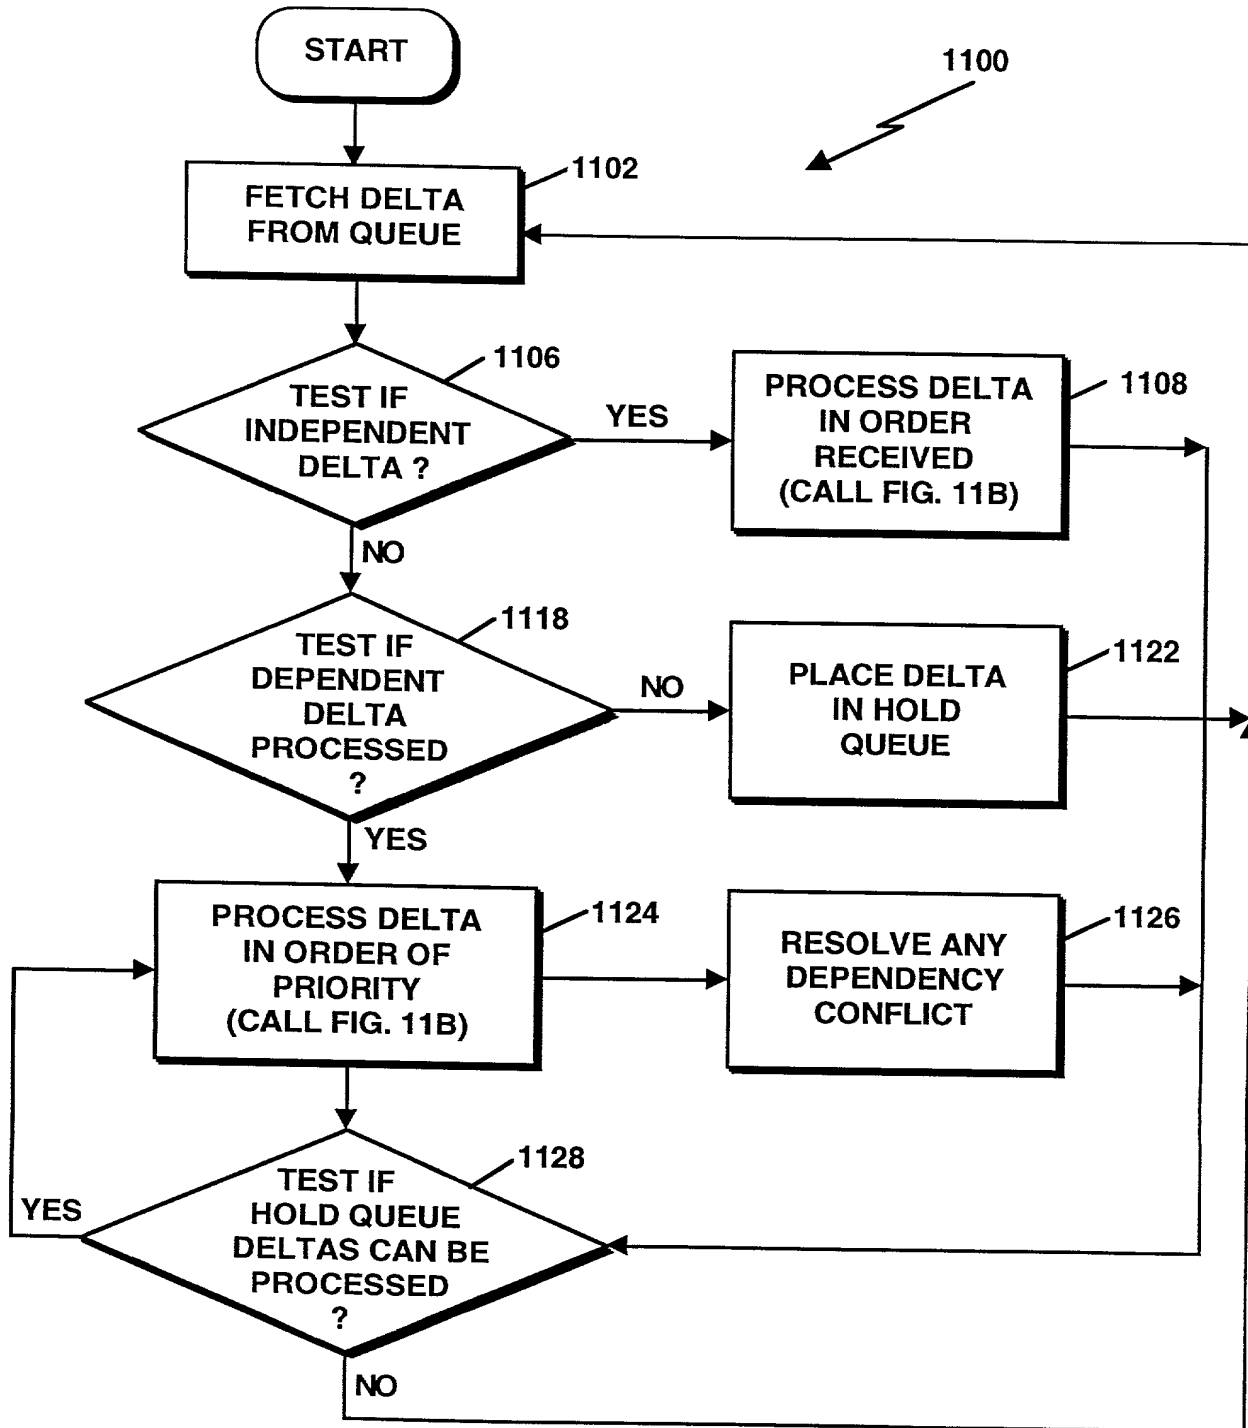 START
1100
1102
FETCH DELTA
FROM QUEUE
1106
TEST IF
INDEPENDENT
DELTA ?
YES
1108
PROCESS DELTA
IN ORDER
RECEIVED
(CALL FIG. 11B)
NO
1118
TEST IF
DEPENDENT
DELTA
PROCESSED
?
NO
1122
PLACE DELTA
IN HOLD
QUEUE
YES
1124
PROCESS DELTA
IN ORDER OF
PRIORITY
(CALL FIG. 11B)
1126
RESOLVE ANY
DEPENDENCY
CONFLICT
1128
TEST IF
HOLD QUEUE
DELTAS CAN BE
PROCESSED
?
YES
NO